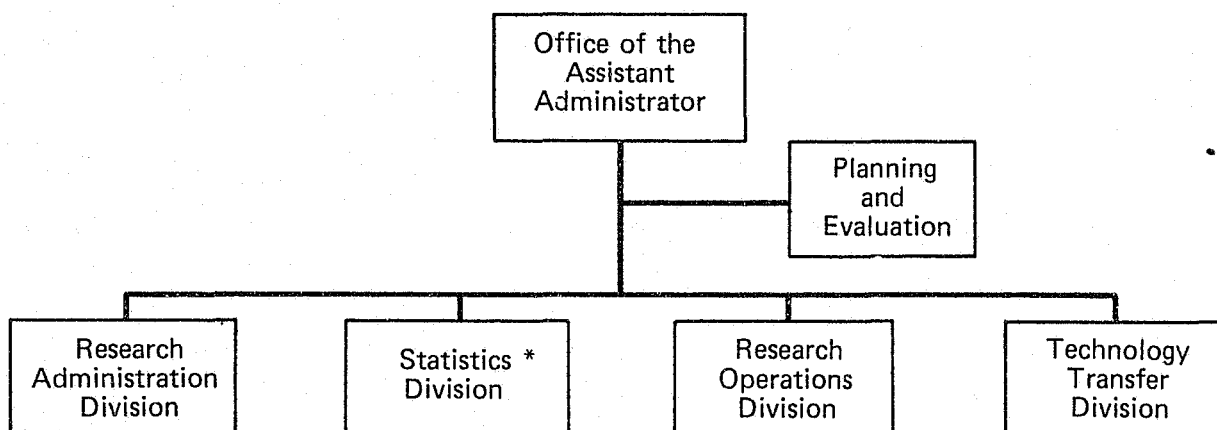 Office of the
Assistant
Administrator
Planning
and
Evaluation
Research
Administration
Division
Statistics *
Division
Research
Operations
Division
Technology
Transfer
Division